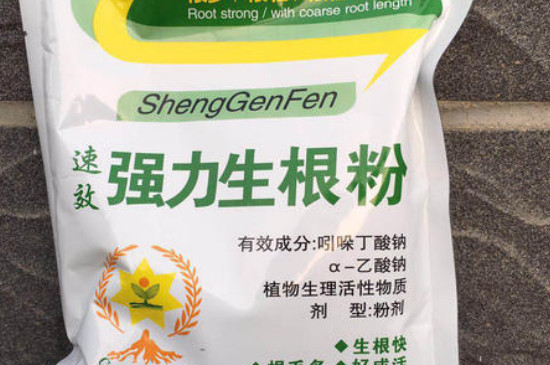 Root strong / with coarse root length
ShengGenFen
速效
强力生根粉
有效成分:吲哚丁酸钠
α-乙酸钠
植物生理活性物质
剂 型:粉剂
◆生根快